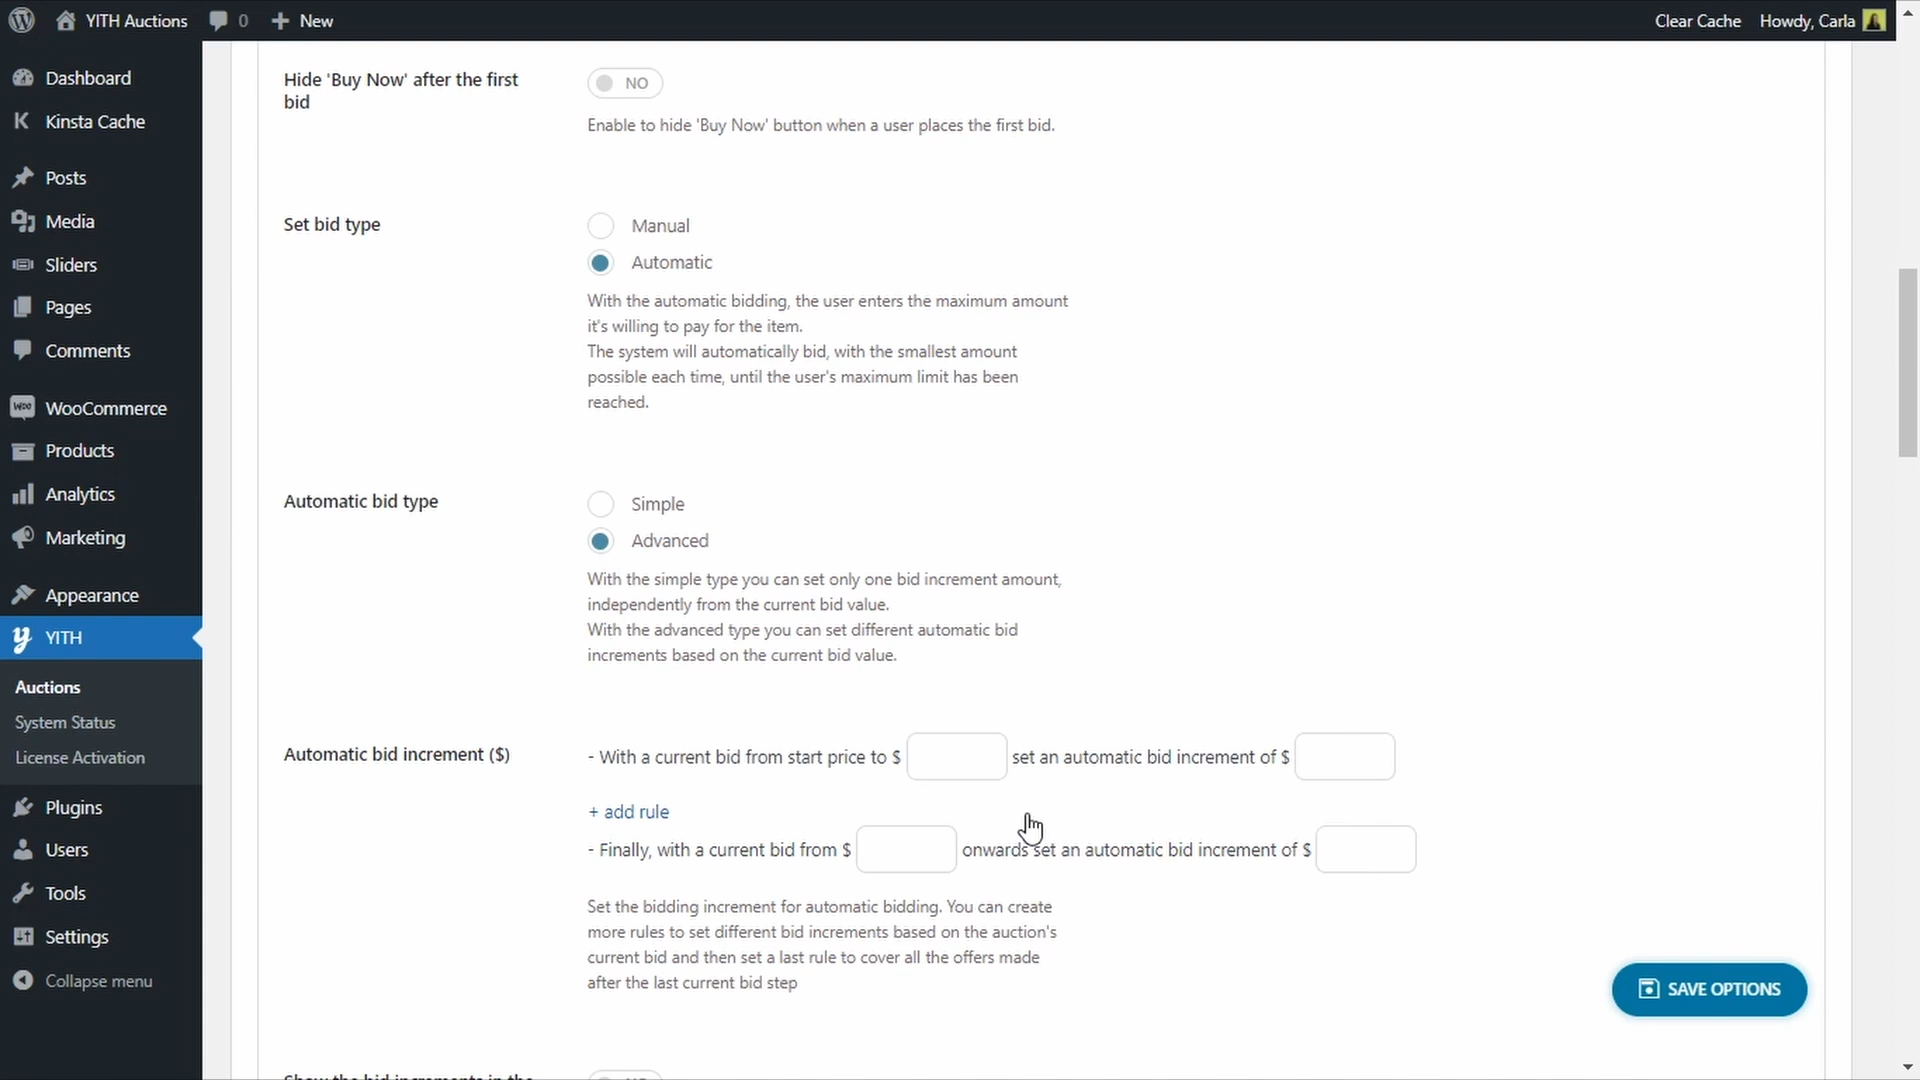 YITH Auctions 0 New Clear Cache Howdy, Carla
Dashboard
Kinsta Cache
Posts
Media
Sliders
Pages
Comments
WooCommerce
Products
Analytics
Marketing
Appearance
YITH
Auctions
System Status
License Activation
Plugins
Users
Tools
Settings
Collapse menu
Hide 'Buy Now' after the first
bid
NO
Enable to hide 'Buy Now' button when a user places the first bid.
Set bid type
Manual
Automatic
With the automatic bidding, the user enters the maximum amount
it's willing to pay for the item.
The system will automatically bid, with the smallest amount
possible each time, until the user's maximum limit has been
reached.
Automatic bid type
Simple
Advanced
With the simple type you can set only one bid increment amount,
independently from the current bid value.
With the advanced type you can set different automatic bid
increments based on the current bid value.
Automatic bid increment ($)
- With a current bid from start price to $ set an automatic bid increment of $
+ add rule
- Finally, with a current bid from $ onwards set an automatic bid increment of $
Set the bidding increment for automatic bidding. You can create
more rules to set different bid increments based on the auction's
current bid and then set a last rule to cover all the offers made
after the last current bid step
SAVE OPTIONS
Show the bid increments in the